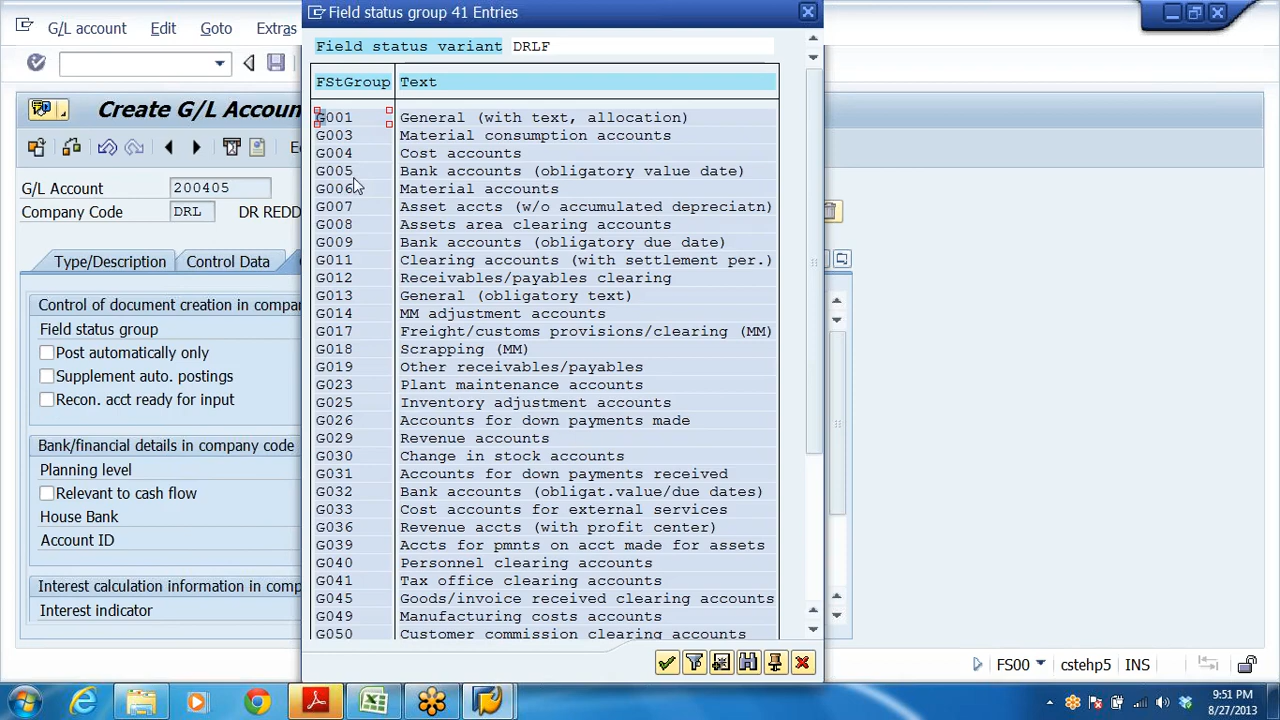 Field status group 41 Entries
G/L account Edit Goto Extras
Field status variant DRLF
FStGroup Text
Create G/L Accoun
G001 General (with text, allocation)
G003 Material consumption accounts
G004 Cost accounts
G005 Bank accounts (obligatory value date)
G006 Material accounts
G007 Asset accts (w/o accumulated depreciatn)
G008 Assets area clearing accounts
G009 Bank accounts (obligatory due date)
G011 Clearing accounts (with settlement per.)
G012 Receivables/payables clearing
G013 General (obligatory text)
G014 MM adjustment accounts
G017 Freight/customs provisions/clearing (MM)
G018 Scrapping (MM)
G019 Other receivables/payables
G023 Plant maintenance accounts
G025 Inventory adjustment accounts
G026 Accounts for down payments made
G029 Revenue accounts
G030 Change in stock accounts
G031 Accounts for down payments received
G032 Bank accounts (obligat.value/due dates)
G033 Cost accounts for external services
G036 Revenue accts (with profit center)
G039 Accts for pmnts on acct made for assets
G040 Personnel clearing accounts
G041 Tax office clearing accounts
G045 Goods/invoice received clearing accounts
G049 Manufacturing costs accounts
G050 Customer commission clearing accounts
G/L Account 200405
Company Code DRL DR REDD
Type/Description Control Data
Control of document creation in compan
Field status group
Post automatically only
Supplement auto. postings
Recon. acct ready for input
Bank/financial details in company code
Planning level
Relevant to cash flow
House Bank
Account ID
Interest calculation information in comp
Interest indicator
FS00 cstehp5 INS
9:51 PM
8/27/2013